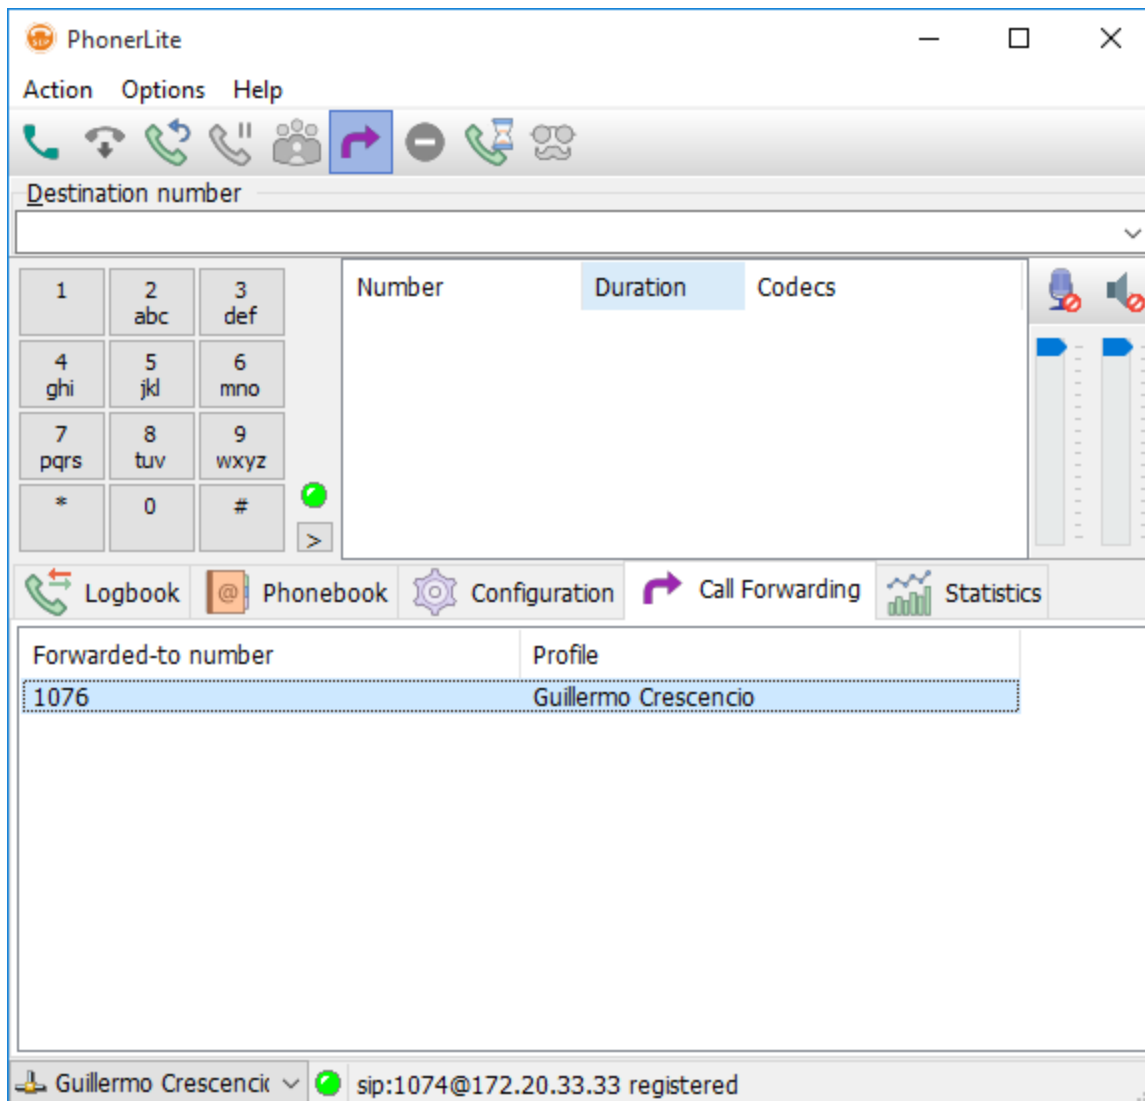 PhonerLite
Action Options Help
Destination number
1 2 3
abc def
4 5 6
ghi jkl mno
7 8 9
pqrs tuv wxyz
* 0 #
>
Number Duration Codecs
Logbook @ Phonebook Configuration Call Forwarding Statistics
Forwarded-to number Profile
1076 Guillermo Crescencio
Guillermo Crescenci sip:1074@172.20.33.33 registered